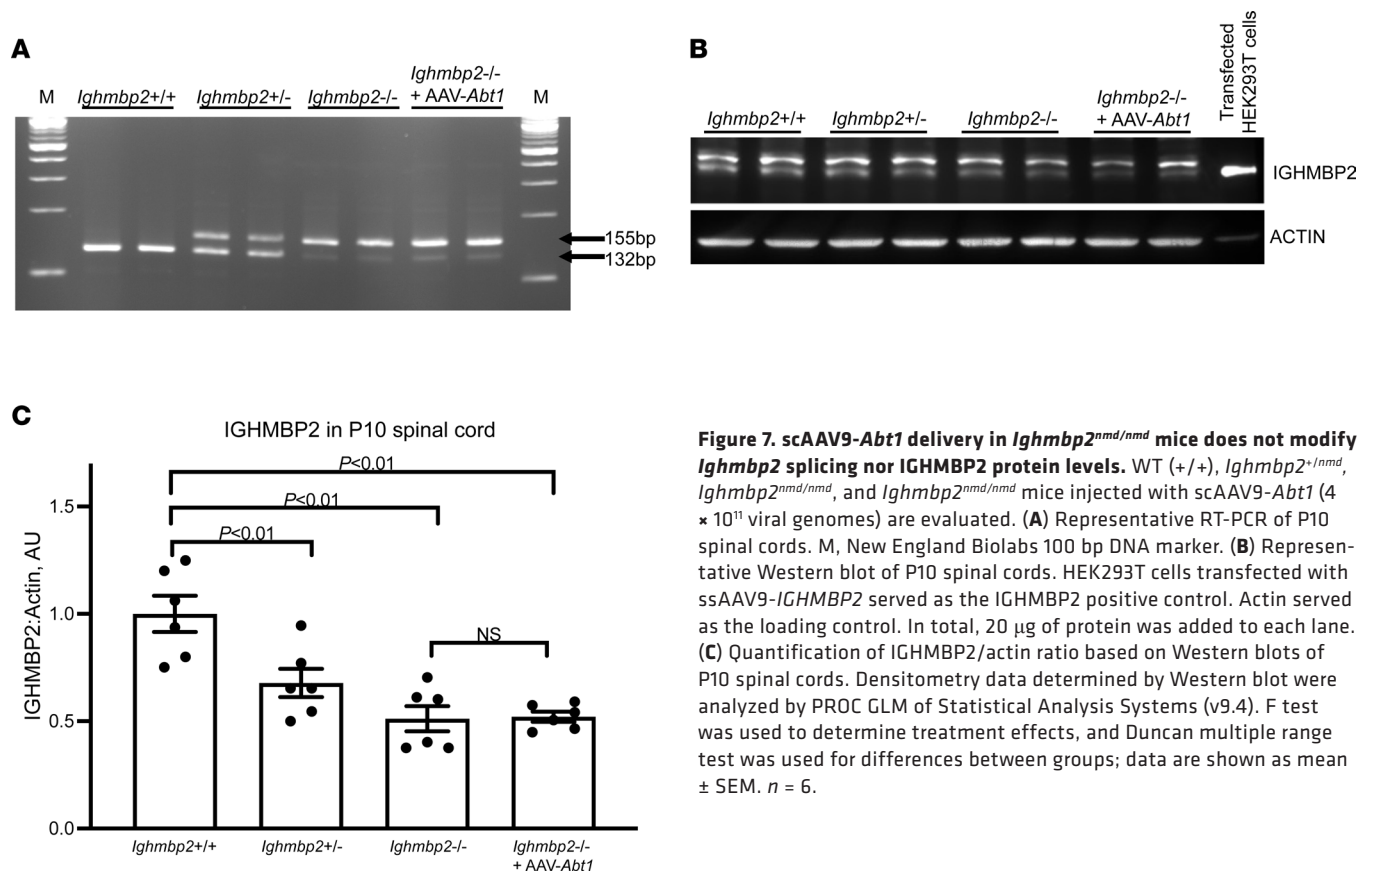 A
M
Ighmbp2+/+
Ighmbp2+/-
Ighmbp2-/-
Ighmbp2-/-
+ AAV-Abt1
M
155bp
132bp
B
Ighmbp2+/+
Ighmbp2+/-
Ighmbp2-/-
Ighmbp2-/-
+ AAV-Abt1
Transfected
HEK293T cells
IGHMBP2
ACTIN
C
IGHMBP2 in P10 spinal cord
P<0.01
P<0.01
P<0.01
NS
IGHMBP2:Actin, AU
1.5
1.0
0.5
0.0
Ighmbp2+/+
Ighmbp2+/-
Ighmbp2-/-
Ighmbp2-/-
+ AAV-Abt1
Figure 7. scAAV9-Abt1 delivery in Ighmbp2nmd/nmd mice does not modify
Ighmbp2 splicing nor IGHMBP2 protein levels. WT (+/+), Ighmbp2+/nmd,
Ighmbp2nmd/nmd, and Ighmbp2nmd/nmd mice injected with scAAV9-Abt1 (4
× 10¹¹ viral genomes) are evaluated. (A) Representative RT-PCR of P10
spinal cords. M, New England Biolabs 100 bp DNA marker. (B) Represen-
tative Western blot of P10 spinal cords. HEK293T cells transfected with
ssAAV9-IGHMBP2 served as the IGHMBP2 positive control. Actin served
as the loading control. In total, 20 μg of protein was added to each lane.
(C) Quantification of IGHMBP2/actin ratio based on Western blots of
P10 spinal cords. Densitometry data determined by Western blot were
analyzed by PROC GLM of Statistical Analysis Systems (v9.4). F test
was used to determine treatment effects, and Duncan multiple range
test was used for differences between groups; data are shown as mean
± SEM. n = 6.